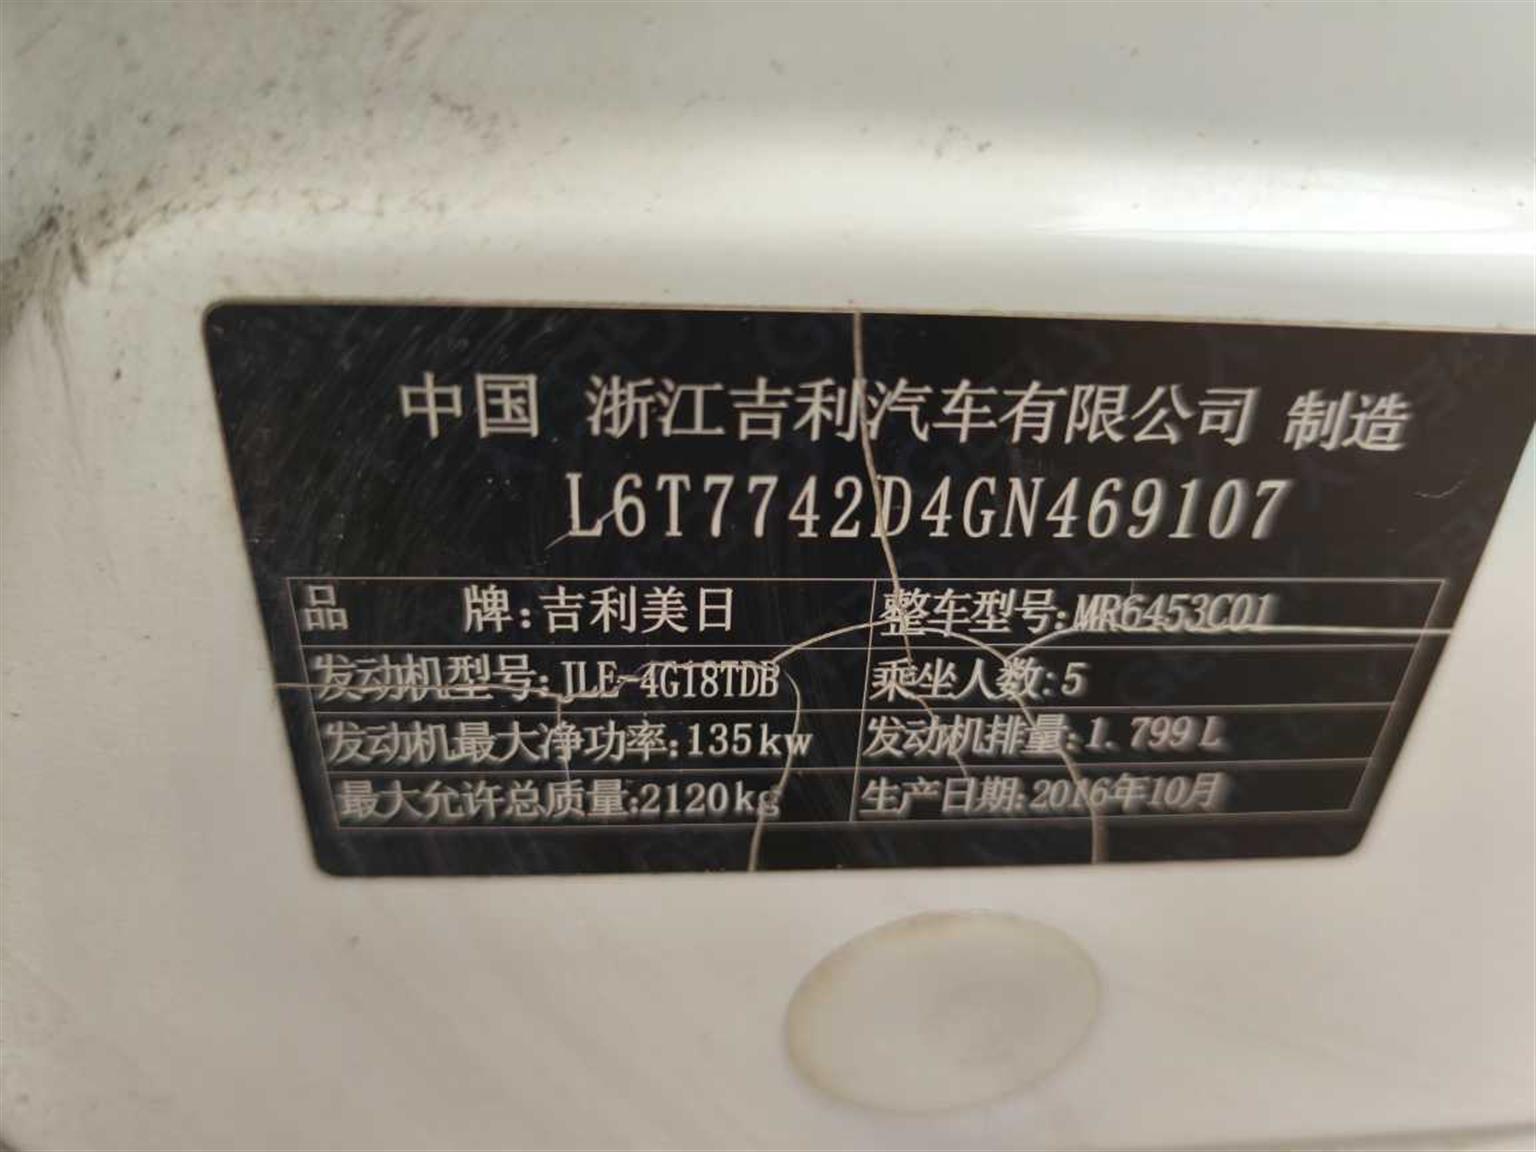 中国 浙江吉利汽车有限公司 制造
L6T7742D4GN469107
品 牌:吉利美日 整车型号:MR6453C01
发动机型号:JLE-4G18TDB 乘坐人数:5
发动机最大净功率:135kw 发动机排量:1.799L
最大允许总质量:2120kg 生产日期:2016年10月